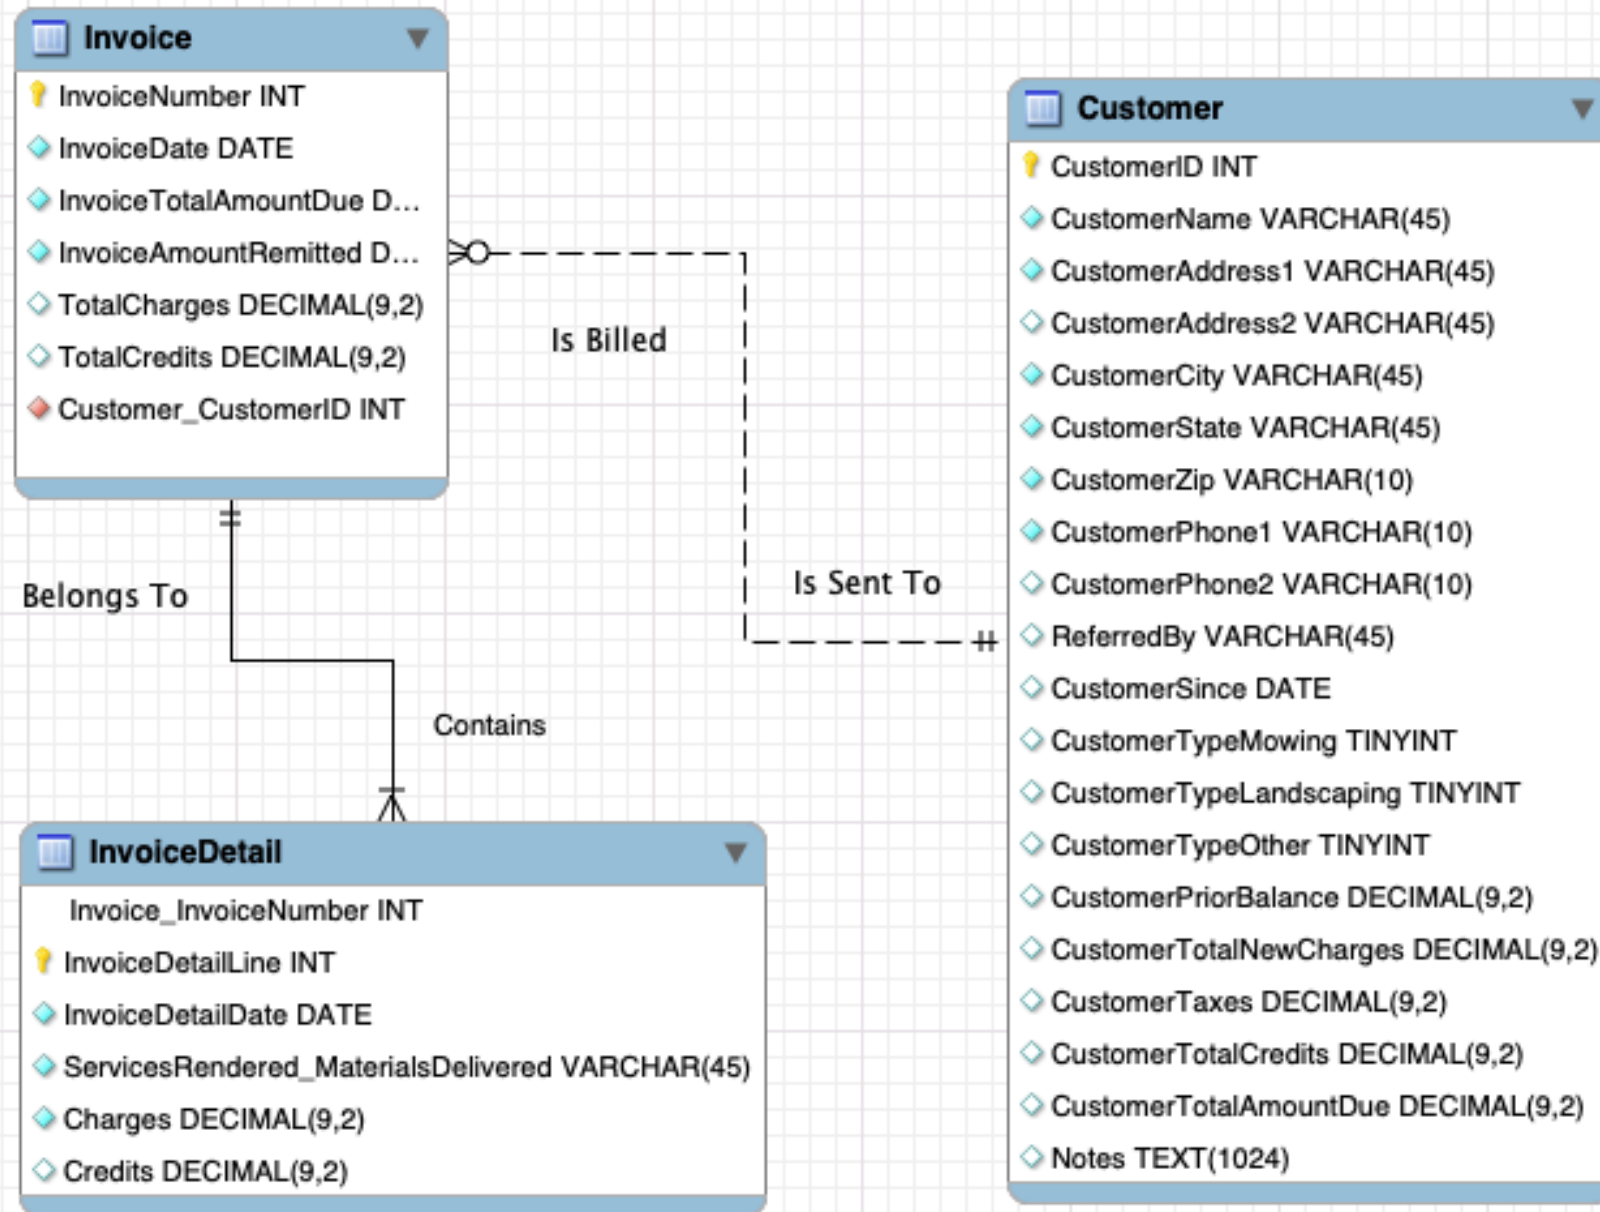 Invoice
InvoiceNumber INT
InvoiceDate DATE
InvoiceTotalAmountDue D...
InvoiceAmountRemitted D...
TotalCharges DECIMAL(9,2)
TotalCredits DECIMAL(9,2)
Customer_CustomerID INT
Is Billed
Is Sent To
Belongs To
Contains
InvoiceDetail
Invoice_InvoiceNumber INT
InvoiceDetailLine INT
InvoiceDetailDate DATE
ServicesRendered_MaterialsDelivered VARCHAR(45)
Charges DECIMAL(9,2)
Credits DECIMAL(9,2)
Customer
CustomerID INT
CustomerName VARCHAR(45)
CustomerAddress1 VARCHAR(45)
CustomerAddress2 VARCHAR(45)
CustomerCity VARCHAR(45)
CustomerState VARCHAR(45)
CustomerZip VARCHAR(10)
CustomerPhone1 VARCHAR(10)
CustomerPhone2 VARCHAR(10)
ReferredBy VARCHAR(45)
CustomerSince DATE
CustomerTypeMowing TINYINT
CustomerTypeLandscaping TINYINT
CustomerTypeOther TINYINT
CustomerPriorBalance DECIMAL(9,2)
CustomerTotalNewCharges DECIMAL(9,2)
CustomerTaxes DECIMAL(9,2)
CustomerTotalCredits DECIMAL(9,2)
CustomerTotalAmountDue DECIMAL(9,2)
Notes TEXT(1024)